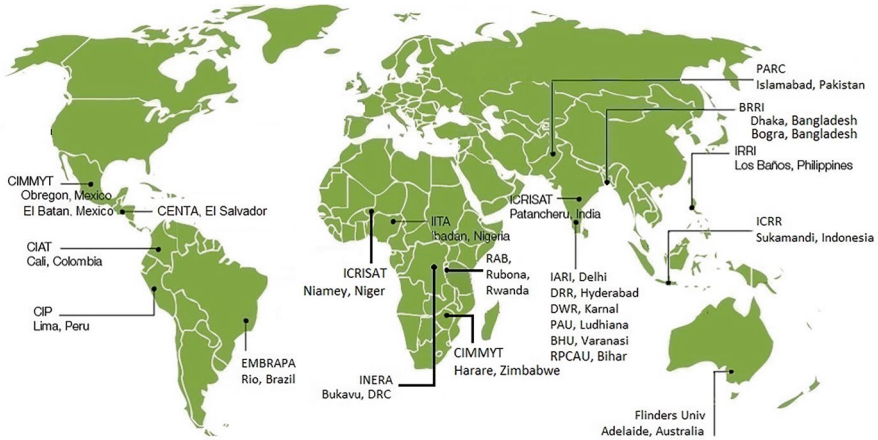 PARC
Islamabad, Pakistan
BRRI
Dhaka, Bangladesh
Bogra, Bangladesh
IRRI
Los Baños, Philippines
CIMMYT
Obregon, Mexico
El Batan, Mexico
CENTA, El Salvador
ICRISAT
Patancheru, India
IITA
Ibadan, Nigeria
ICRR
Sukamandi, Indonesia
CIAT
Cali, Colombia
ICRISAT
Niamey, Niger
RAB,
Rubona,
Rwanda
IARI, Delhi
DRR, Hyderabad
DWR, Karnal
PAU, Ludhiana
BHU, Varanasi
RPCAU, Bihar
CIP
Lima, Peru
CIMMYT
Harare, Zimbabwe
EMBRAPA
Rio, Brazil
INERA
Bukavu, DRC
Flinders Univ
Adelaide, Australia